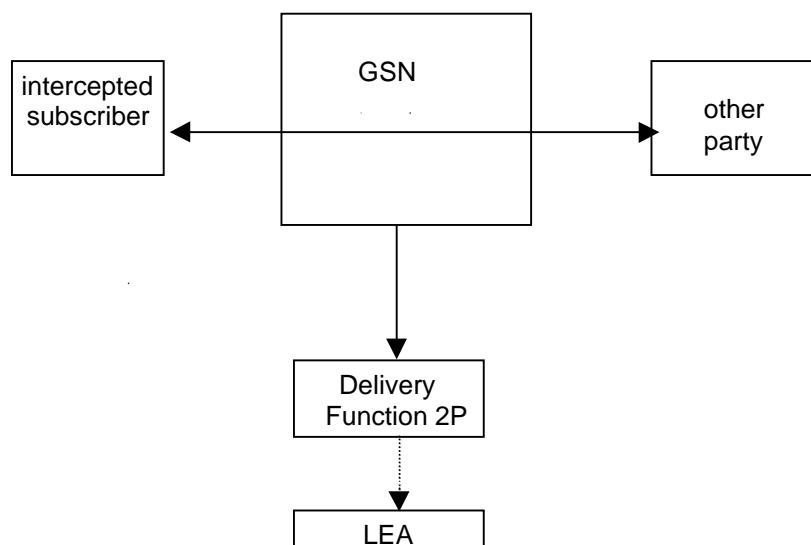 GSN
intercepted
subscriber
other
party
Delivery
Function 2P
LEA